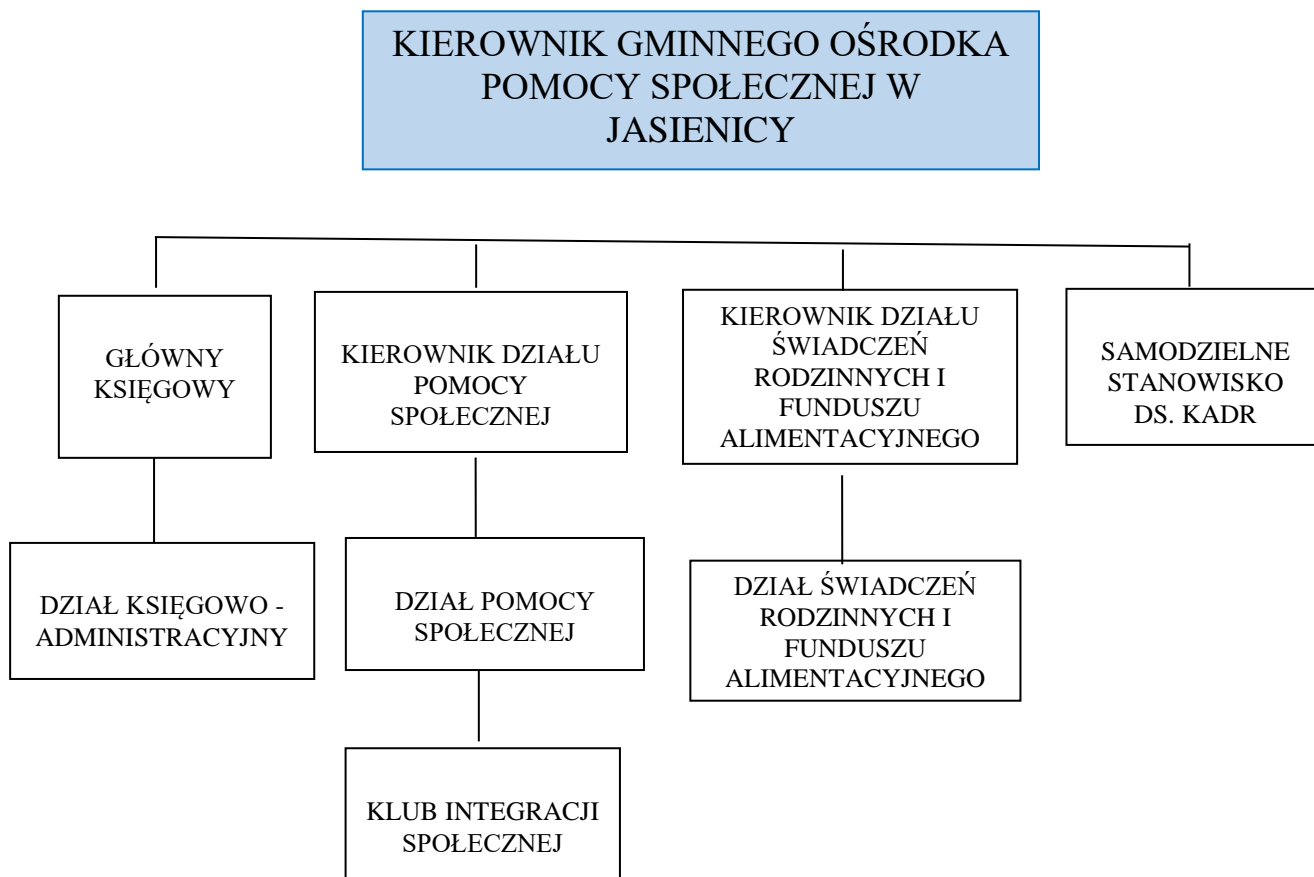 KIEROWNIK GMINNEGO OŚRODKA
POMOCY SPOŁECZNEJ W
JASIENICY
GŁÓWNY
KSIĘGOWY
KIEROWNIK DZIAŁU
POMOCY
SPOŁECZNEJ
KIEROWNIK DZIAŁU
ŚWIADCZEŃ
RODZINNYCH I
FUNDUSZU
ALIMENTACYJNEGO
SAMODZIELNE
STANOWISKO
DS. KADR
DZIAŁ KSIĘGOWO -
ADMINISTRACYJNY
DZIAŁ POMOCY
SPOŁECZNEJ
DZIAŁ ŚWIADCZEŃ
RODZINNYCH I
FUNDUSZU
ALIMENTACYJNEGO
KLUB INTEGRACJI
SPOŁECZNEJ